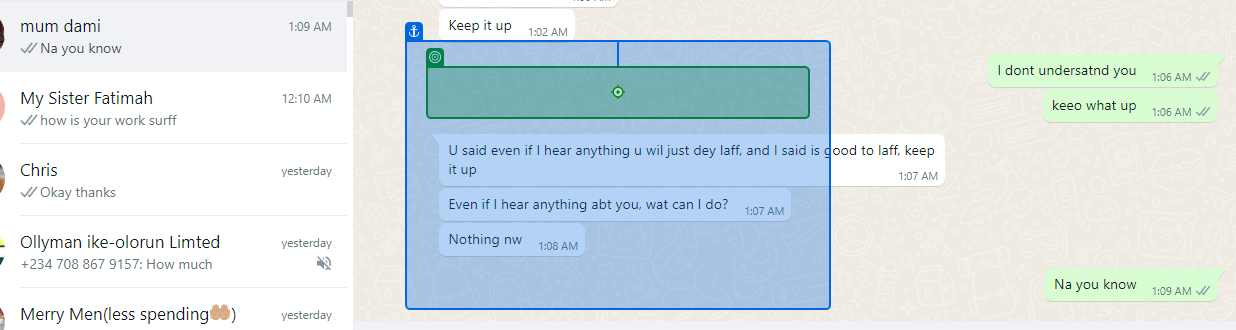 mum dami
1:09 AM
Na you know
My Sister Fatimah
12:10 AM
how is your work surff
Chris
yesterday
Okay thanks
Ollyman ike-olorun Limted
yesterday
+234 708 867 9157: How much
Merry Men(less spending🤲🏽)
yesterday
Keep it up
1:02 AM
I dont undersatnd you
1:06 AM
keeo what up
1:06 AM
U said even if I hear anything u wil just dey laff, and I said is good to laff, keep
it up
1:07 AM
Even if I hear anything abt you, wat can I do?
1:07 AM
Nothing nw
1:08 AM
Na you know
1:09 AM